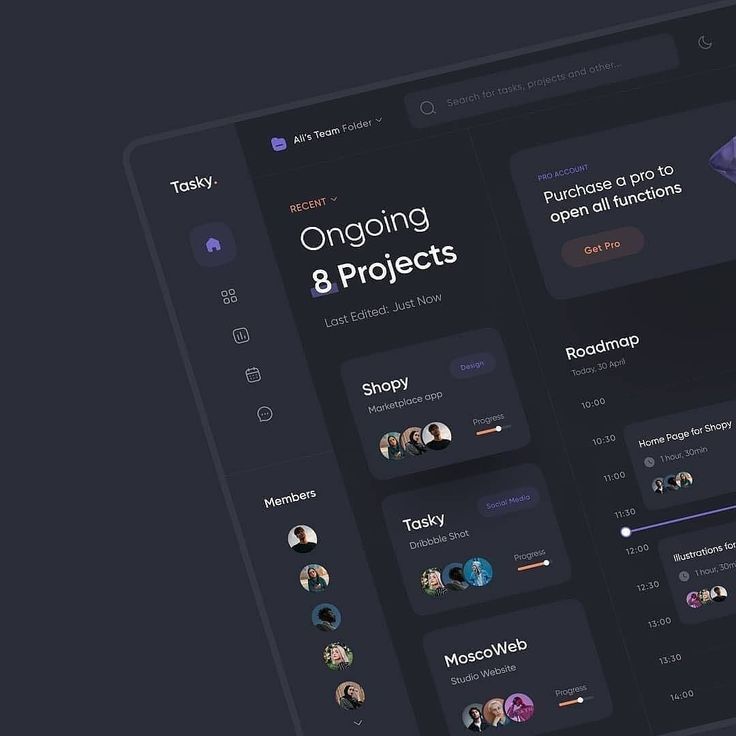 Tasky.
Members
Ali's Team Folder
Search for tasks, projects and other...
RECENT
Ongoing
8 Projects
Last Edited: Just Now
Shopy
Design
Marketplace app
Progress
Tasky
Social Media
Dribbble Shot
Progress
MoscoWeb
Studio Website
Progress
PRO ACCOUNT
Purchase a pro to
open all functions
Get Pro
Roadmap
Today, 30 April
10:00
10:30
11:00
11:30
12:00
12:30
13:00
13:30
14:00
Home Page for Shopy
1 hour, 30min
Illustrations for
1 hour, 30m